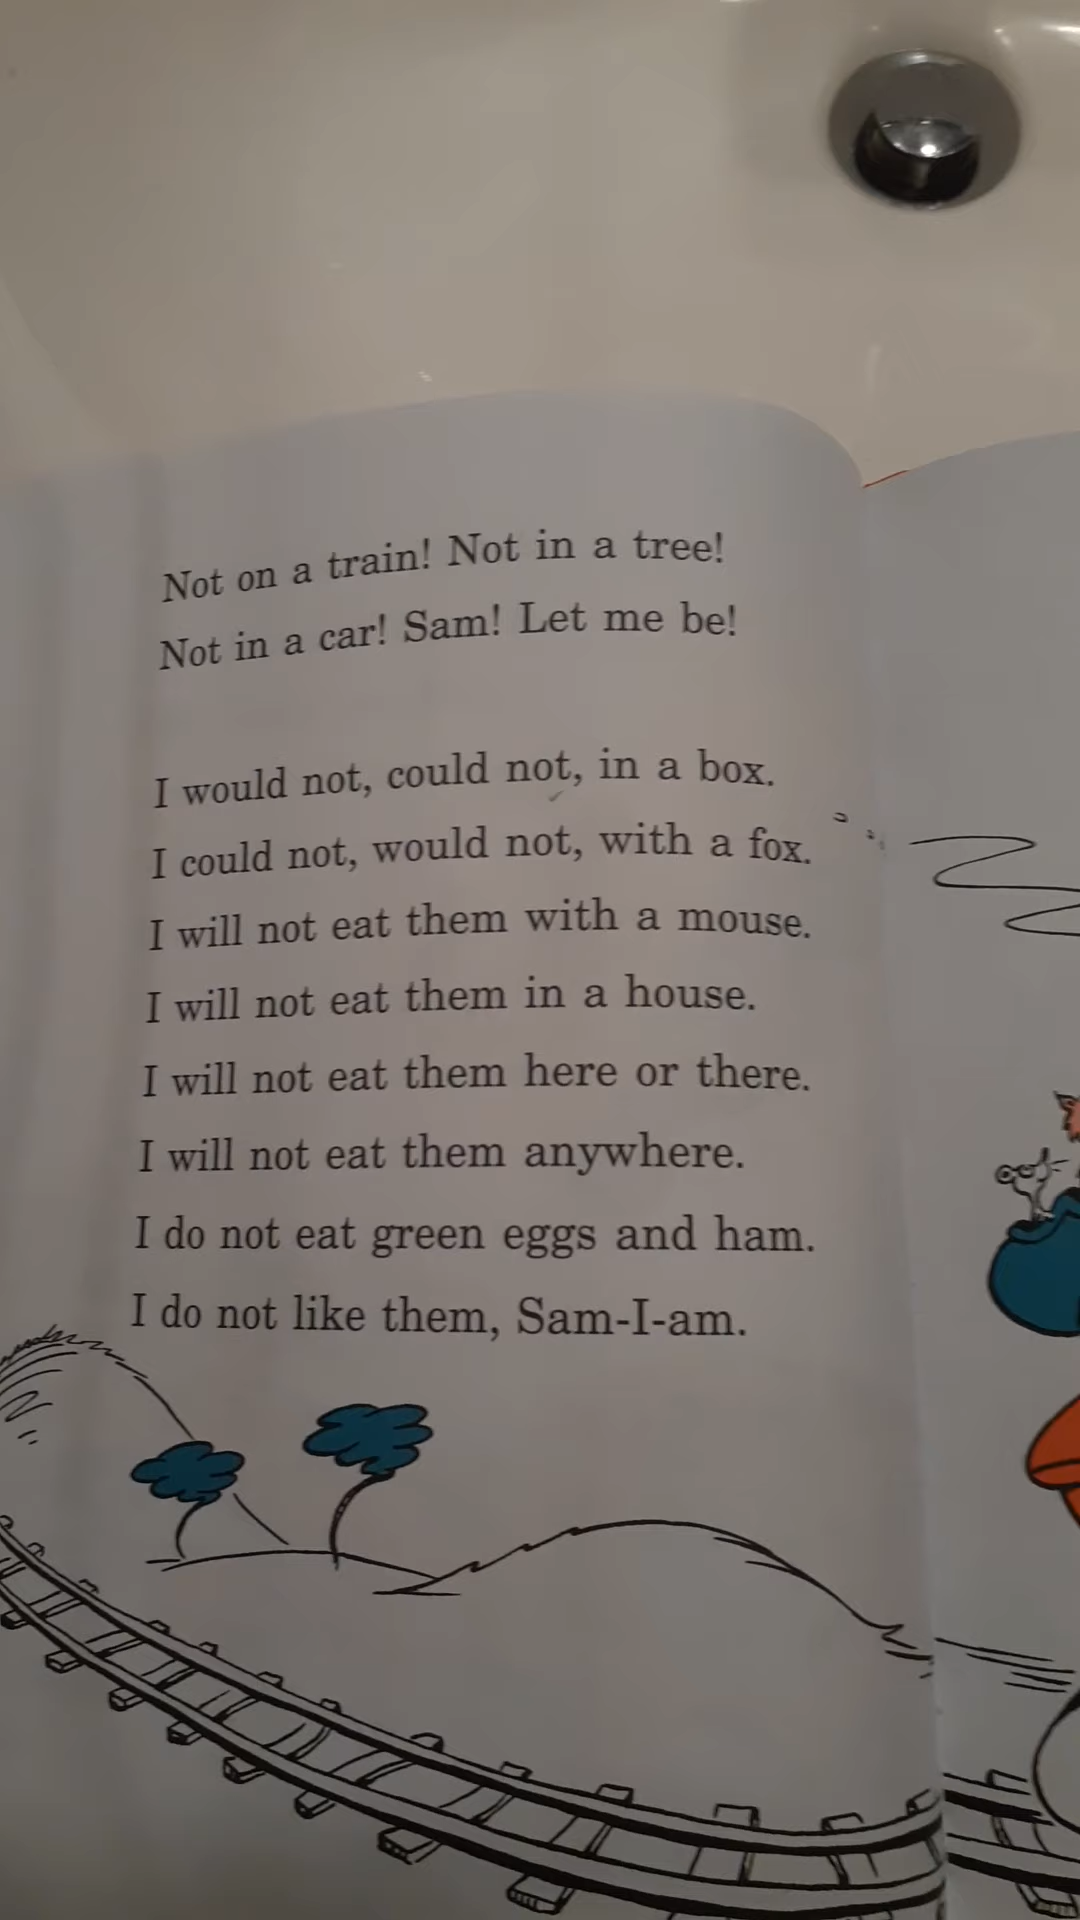 Not on a train! Not in a tree!
Not in a car! Sam! Let me be!
I would not, could not, in a box.
I could not, would not, with a fox.
I will not eat them with a mouse.
I will not eat them in a house.
I will not eat them here or there.
I will not eat them anywhere.
I do not eat green eggs and ham.
I do not like them, Sam-I-am.